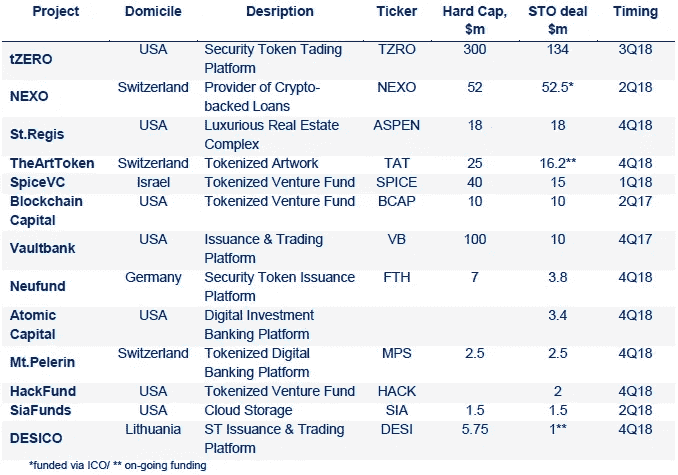 Project Domicile Desription Ticker Hard Cap, $m STO deal $m Timing
tZERO USA Security Token Tading Platform TZRO 300 134 3Q18
NEXO Switzerland Provider of Crypto-backed Loans NEXO 52 52.5* 2Q18
St.Regis USA Luxurious Real Estate Complex ASPEN 18 18 4Q18
TheArtToken Switzerland Tokenized Artwork TAT 25 16.2** 4Q18
SpiceVC Israel Tokenized Venture Fund SPICE 40 15 1Q18
Blockchain Capital USA Tokenized Venture Fund BCAP 10 10 2Q17
Vaultbank USA Issuance & Trading Platform VB 100 10 4Q17
Neufund Germany Security Token Issuance Platform FTH 7 3.8 4Q18
Atomic Capital USA Digital Investment Banking Platform 3.4 4Q18
Mt.Pelerin Switzerland Tokenized Digital Banking Platform MPS 2.5 2.5 4Q18
HackFund USA Tokenized Venture Fund HACK 2 4Q18
SiaFunds USA Cloud Storage SIA 1.5 1.5 2Q18
DESICO Lithuania ST Issuance & Trading Platform DESI 5.75 1** 4Q18
*funded via ICO/ ** on-going funding